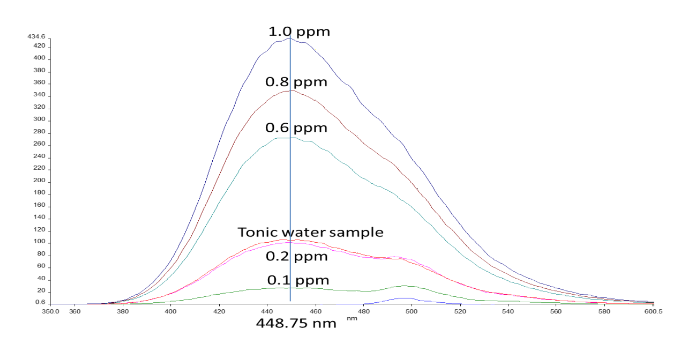 1.0 ppm
434.6
420
400
380
360
340
320
300
280
260
240
220
200
180
160
140
120
100
80
60
40
20
0.6
0.8 ppm
0.6 ppm
Tonic water sample
0.2 ppm
0.1 ppm
350.0 360 380 400 420 440 460 480 500 520 540 560 580 600.5
nm
448.75 nm